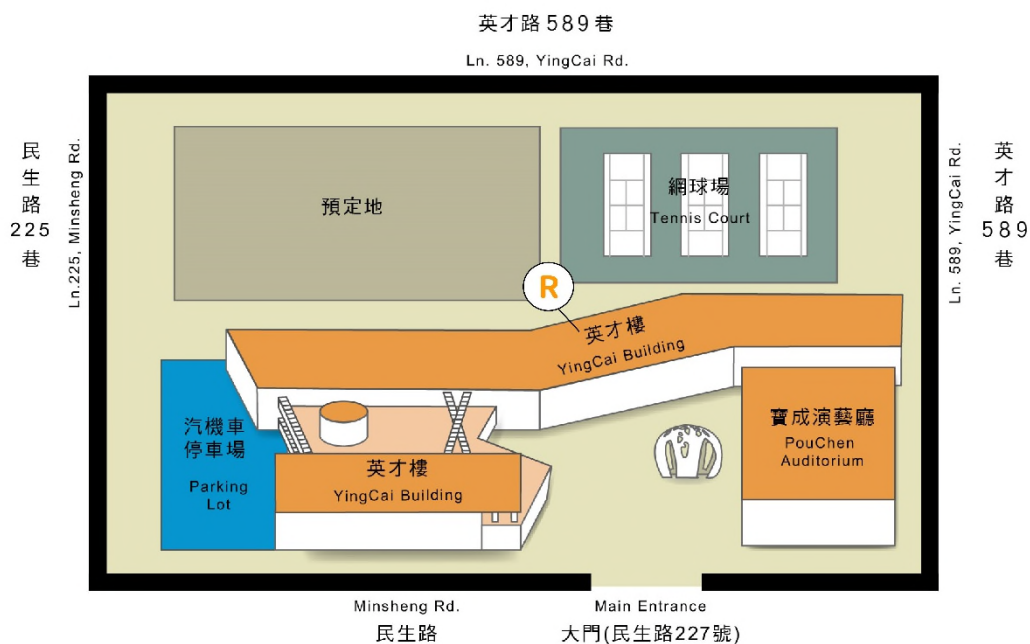 英才路 589 巷
Ln. 589, YingCai Rd.
民生路 225 巷
Ln.225, Minsheng Rd.
預定地
網球場
Tennis Court
Ln. 589, YingCai Rd.
英才路 589 巷
R
英才樓
YingCai Building
汽機車
停車場
Parking
Lot
英才樓
YingCai Building
寶成演藝廳
PouChen
Auditorium
Minsheng Rd.
民生路
Main Entrance
大門(民生路227號)